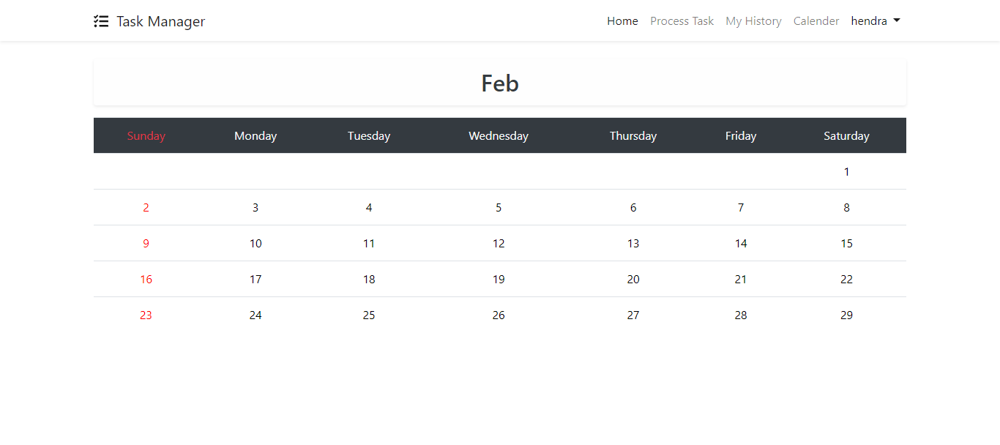 Task Manager Home Process Task My History Calender hendra
Feb
Sunday Monday Tuesday Wednesday Thursday Friday Saturday
1
2 3 4 5 6 7 8
9 10 11 12 13 14 15
16 17 18 19 20 21 22
23 24 25 26 27 28 29